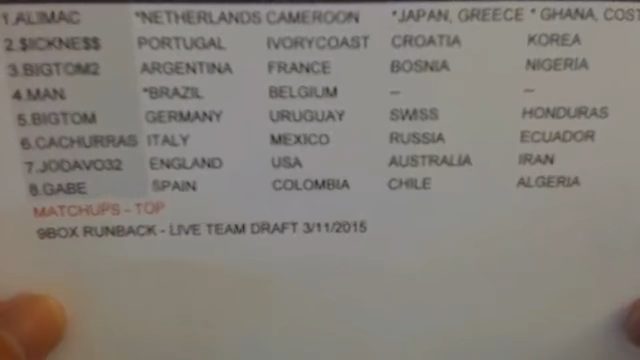 1.ALIMAC *NETHERLANDS CAMEROON *JAPAN, GREECE * GHANA, COST
2.$ICKNE$$ PORTUGAL IVORYCOAST CROATIA KOREA
3.BIGTOM2 ARGENTINA FRANCE BOSNIA NIGERIA
4.MAN *BRAZIL BELGIUM -- --
5.BIGTOM GERMANY URUGUAY SWISS HONDURAS
6.CACHURRAS ITALY MEXICO RUSSIA ECUADOR
7.JODAVO32 ENGLAND USA AUSTRALIA IRAN
8.GABE SPAIN COLOMBIA CHILE ALGERIA
MATCHUPS - TOP
9BOX RUNBACK - LIVE TEAM DRAFT 3/11/2015